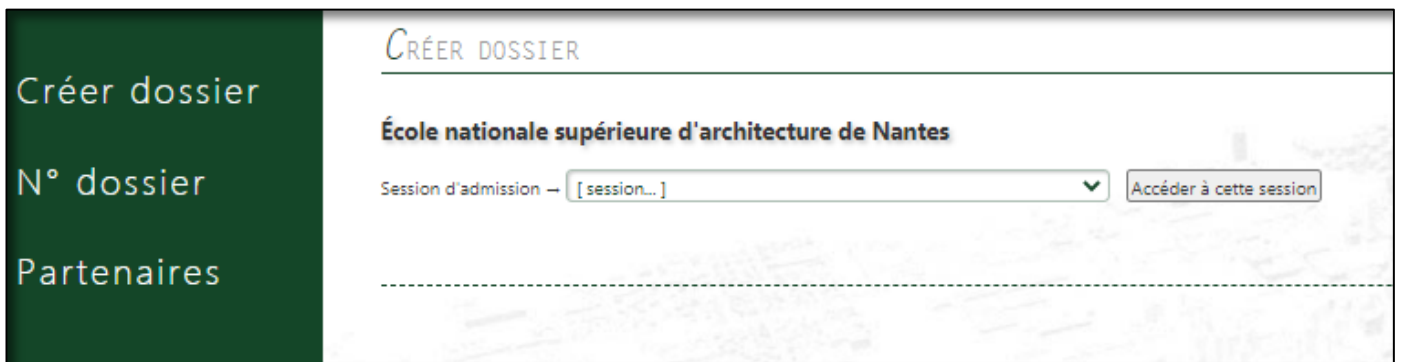 Créer dossier
N° dossier
Partenaires
CRÉER DOSSIER
École nationale supérieure d'architecture de Nantes
Session d'admission → [ session... ] Accéder à cette session